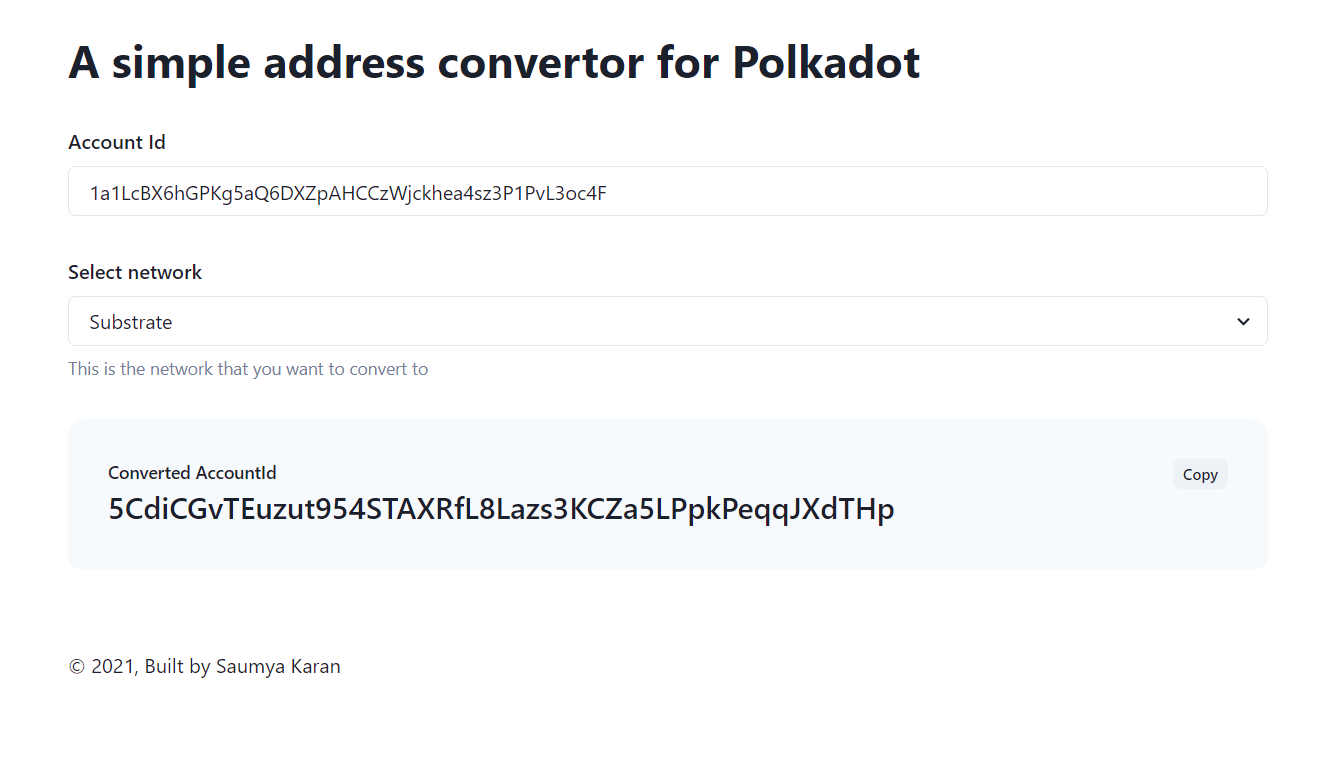 A simple address convertor for Polkadot
Account Id
1a1LcBX6hGPKg5aQ6DXZpAHCCzWjckhea4sz3P1PvL3oc4F
Select network
Substrate
This is the network that you want to convert to
Converted AccountId
Copy
5CdiCGvTEuzut954STAXRfL8Lazs3KCZa5LPpkPeqqJXdTHp
© 2021, Built by Saumya Karan